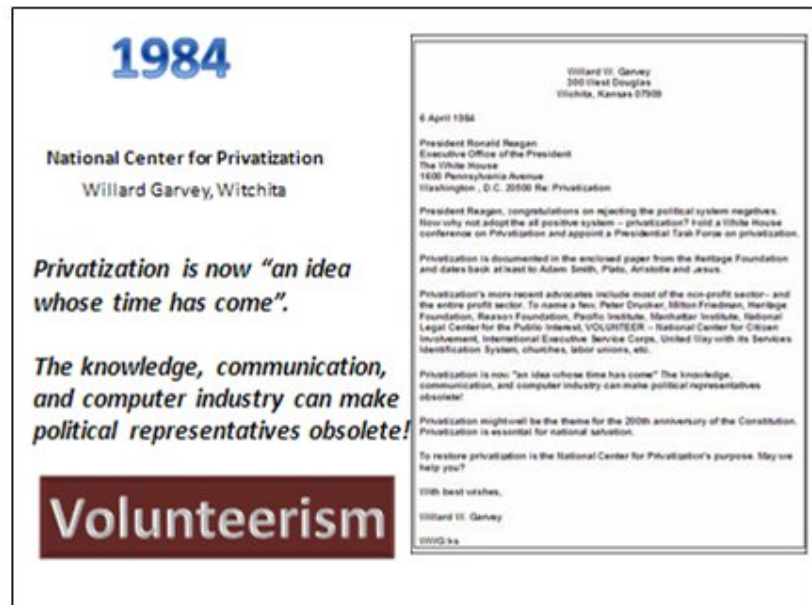 1984
National Center for Privatization
Willard Garvey, Witchita
Privatization is now “an idea
whose time has come”.
The knowledge, communication,
and computer industry can make
political representatives obsolete!
Volunteerism
Willard W. Garvey
300 West Douglas
Wichita, Kansas 07909
6 April 1984
President Ronald Reagan
Executive Office of the President
The White House
1600 Pennsylvania Avenue
Washington , D.C. 20500 Re: Privatization
President Reagan, congratulations on rejecting the political system negatives.
Now why not adopt the all positive system -- privatization? Hold a White House
conference on Privatization and appoint a Presidential Task Force on privatization.
Privatization is documented in the enclosed paper from the Heritage Foundation
and dates back at least to Adam Smith, Plato, Aristotle and Jesus.
Privatization's more recent advocates include most of the non-profit sector-- and
the entire profit sector. To name a few, Peter Drucker, Milton Friedman, Heritage
Foundation, Reason Foundation, Pacific Institute, Manhattan Institute, National
Legal Center for the Public Interest, VOLUNTEER -- National Center for Citizen
Involvement, International Executive Service Corps, United Way with its Services
Identification System, churches, labor unions, etc.
Privatization is now "an idea whose time has come" The knowledge,
communication, and computer industry can make political representatives
obsolete!
Privatization might well be the theme for the 200th anniversary of the Constitution.
Privatization is essential for national salvation.
To restore privatization is the National Center for Privatization's purpose. May we
help you?
With best wishes,
Willard W. Garvey
WWG:ks